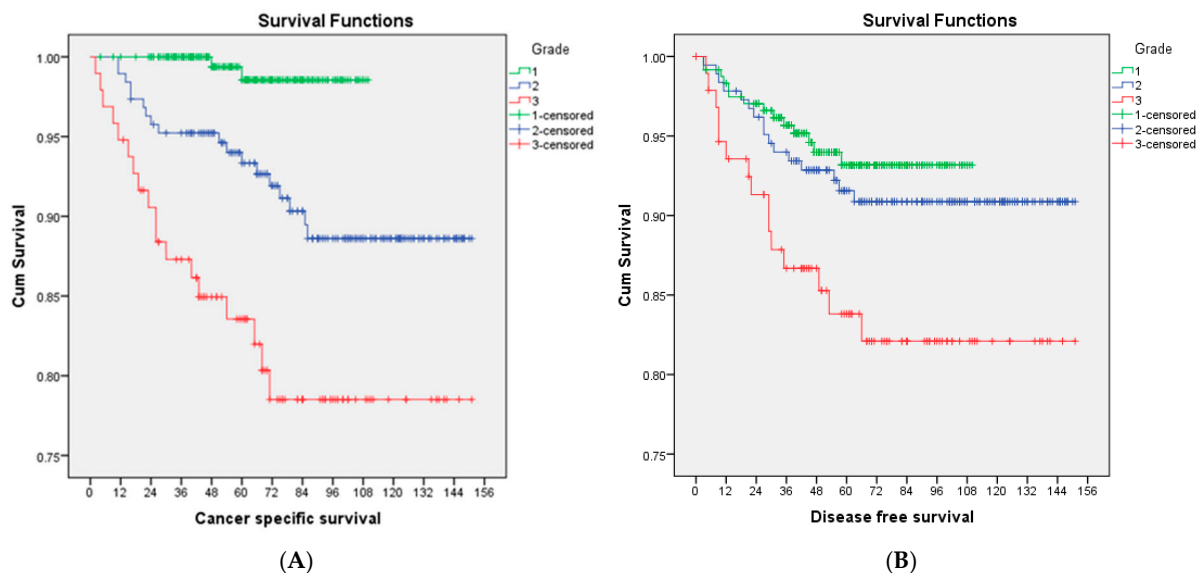 Survival Functions
Grade
1
2
3
1-censored
2-censored
3-censored
Cum Survival
1.00
0.95
0.90
0.85
0.80
0.75
0 12 24 36 48 60 72 84 96 108 120 132 144 156
Cancer specific survival
(A)
Survival Functions
Grade
1
2
3
1-censored
2-censored
3-censored
Cum Survival
1.00
0.95
0.90
0.85
0.80
0.75
0 12 24 36 48 60 72 84 96 108 120 132 144 156
Disease free survival
(B)